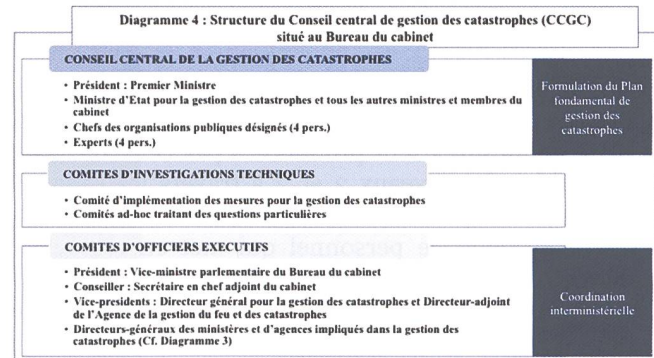 Diagramme 4 : Structure du Conseil central de gestion des catastrophes (CCGC)
situé au Bureau du cabinet
CONSEIL CENTRAL DE LA GESTION DES CATASTROPHES
• Président : Premier Ministre
• Ministre d'Etat pour la gestion des catastrophes et tous les autres ministres et membres du
cabinet
• Chefs des organisations publiques désignés (4 pers.)
• Experts (4 pers.)
Formulation du Plan
fondamental de
gestion des
catastrophes
COMITES D'INVESTIGATIONS TECHNIQUES
• Comité d'implémentation des mesures pour la gestion des catastrophes
• Comités ad-hoc traitant des questions particulières
COMITES D'OFFICIERS EXECUTIFS
• Président : Vice-ministre parlementaire du Bureau du cabinet
• Conseiller : Secrétaire en chef adjoint du cabinet
• Vice-presidents : Directeur général pour la gestion des catastrophes et Directeur-adjoint
de l'Agence de la gestion du feu et des catastrophes
• Directeurs-généraux des ministères et d'agences impliqués dans la gestion des
catastrophes (Cf. Diagramme 3)
Coordination
interministérielle